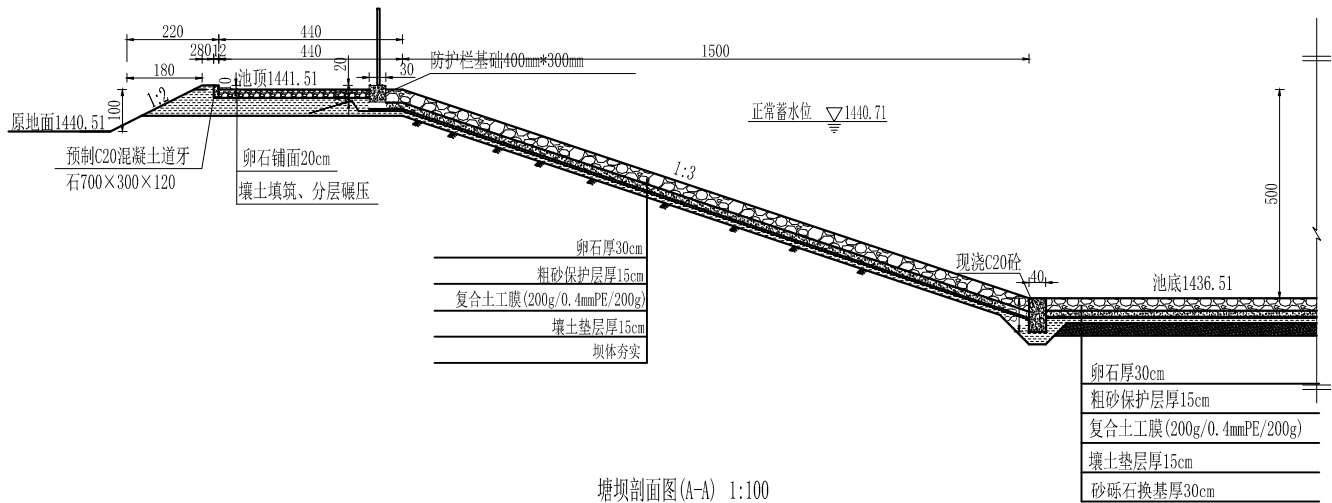 220
440
280
12
440
1500
180
20
30
防护栏基础400mm*300mm
池顶1441.51
1:2
100
原地面1440.51
正常蓄水位
1440.71
预制C20混凝土道牙
石700×300×120
卵石铺面20cm
壤土填筑、分层碾压
1:3
500
卵石厚30cm
粗砂保护层厚15cm
复合土工膜(200g/0.4mmPE/200g)
壤土垫层厚15cm
坝体夯实
现浇C20砼
40
池底1436.51
卵石厚30cm
粗砂保护层厚15cm
复合土工膜(200g/0.4mmPE/200g)
壤土垫层厚15cm
砂砾石换基厚30cm
塘坝剖面图(A-A) 1:100